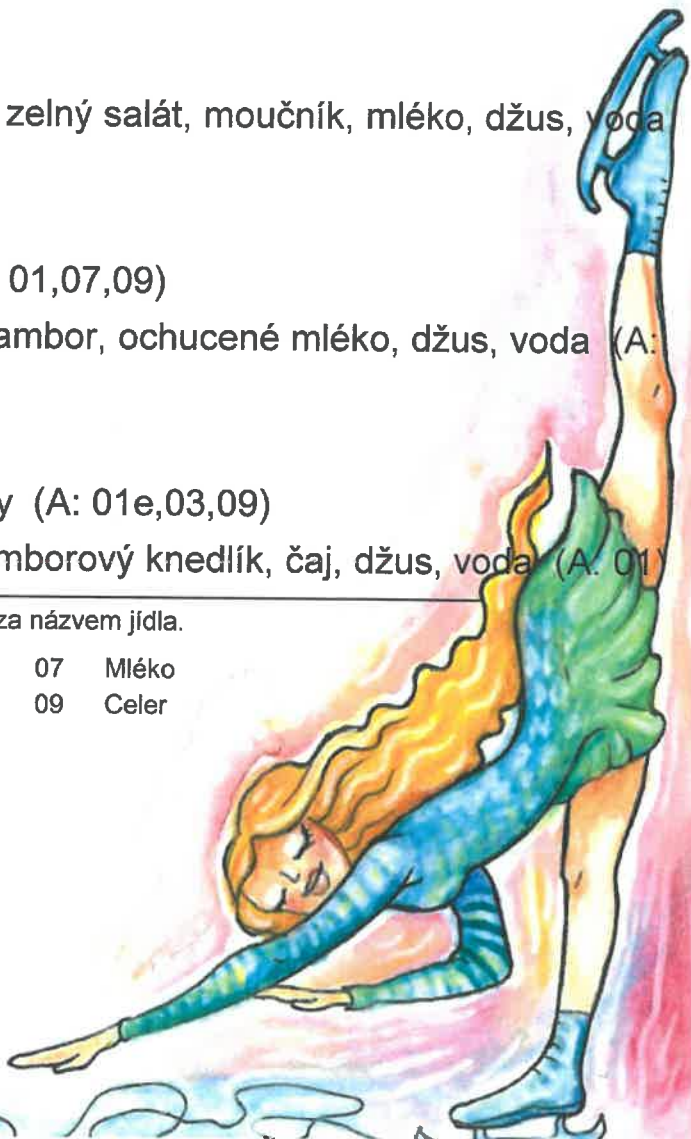 zelný salát, moučník, mléko, džus, voda
01,07,09)
ambor, ochucené mléko, džus, voda (A:
y (A: 01e,03,09)
mborový knedlík, čaj, džus, voda (A: 01)
za názvem jídla.
07 Mléko
09 Celer